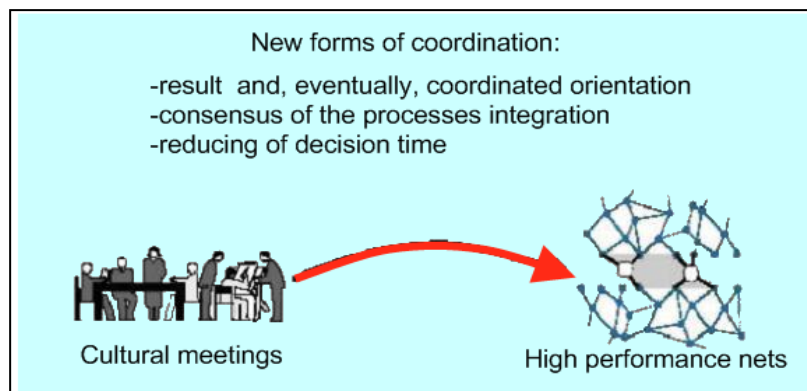 New forms of coordination:
-result and, eventually, coordinated orientation
-consensus of the processes integration
-reducing of decision time
Cultural meetings
High performance nets